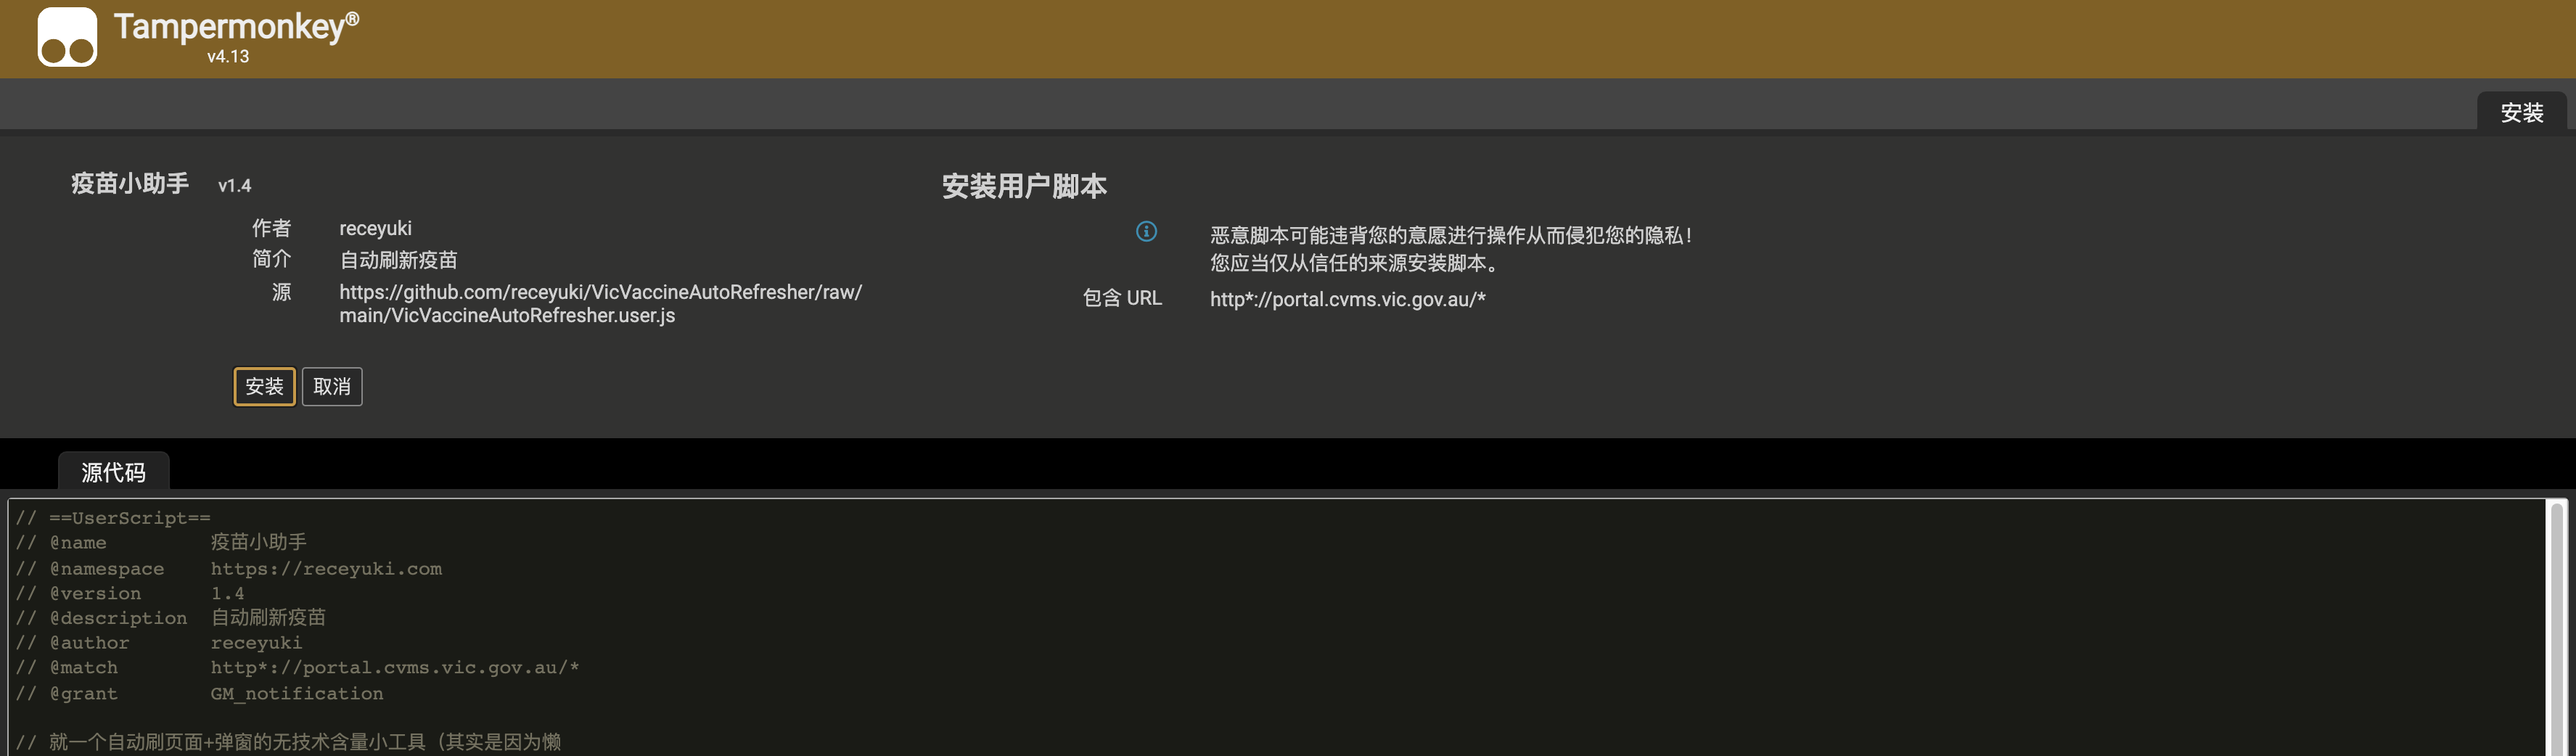 Tampermonkey®
v4.13
安装
疫苗小助手 v1.4
作者 receyuki
简介 自动刷新疫苗
源 https://github.com/receyuki/VicVaccineAutoRefresher/raw/
main/VicVaccineAutoRefresher.user.js
安装 取消
安装用户脚本
恶意脚本可能违背您的意愿进行操作从而侵犯您的隐私！
您应当仅从信任的来源安装脚本。
包含 URL http*://portal.cvms.vic.gov.au/*
源代码
// ==UserScript==
// @name 疫苗小助手
// @namespace https://receyuki.com
// @version 1.4
// @description 自动刷新疫苗
// @author receyuki
// @match http*://portal.cvms.vic.gov.au/*
// @grant GM_notification
// 就一个自动刷页面+弹窗的无技术含量小工具（其实是因为懒